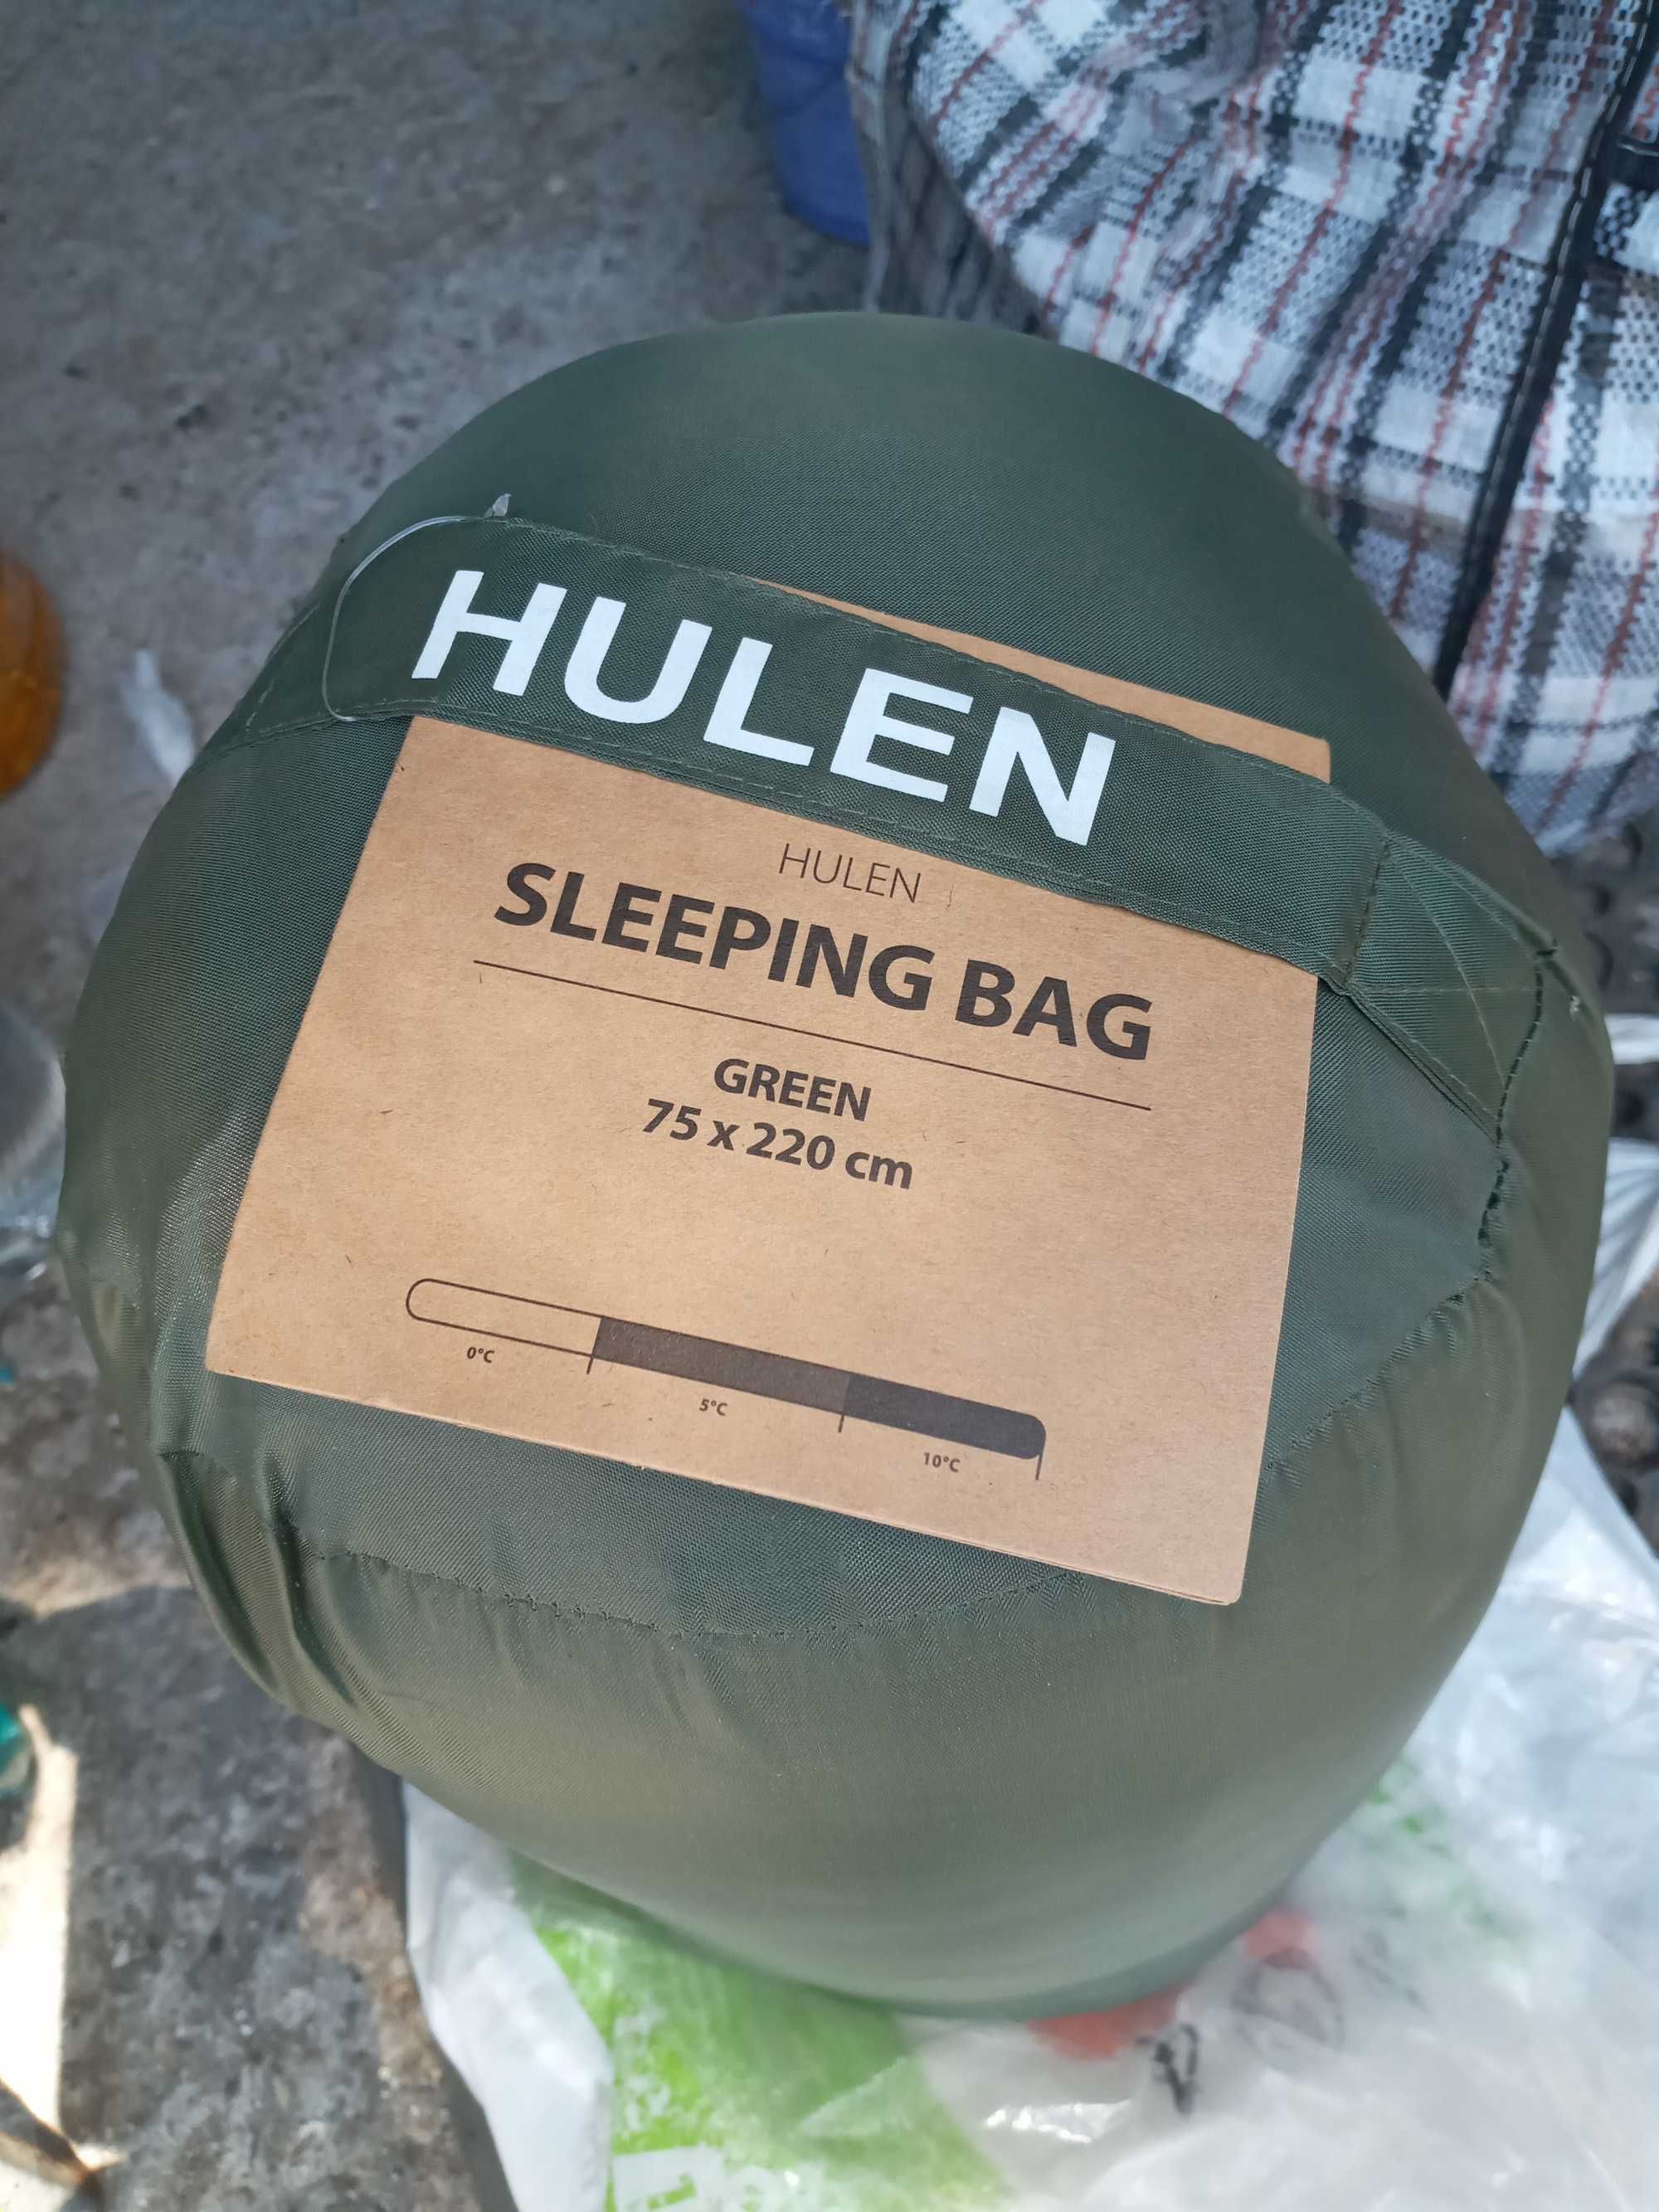 HULEN
HULEN
SLEEPING BAG
GREEN
75 x 220 cm
0°C
5°C
10°C